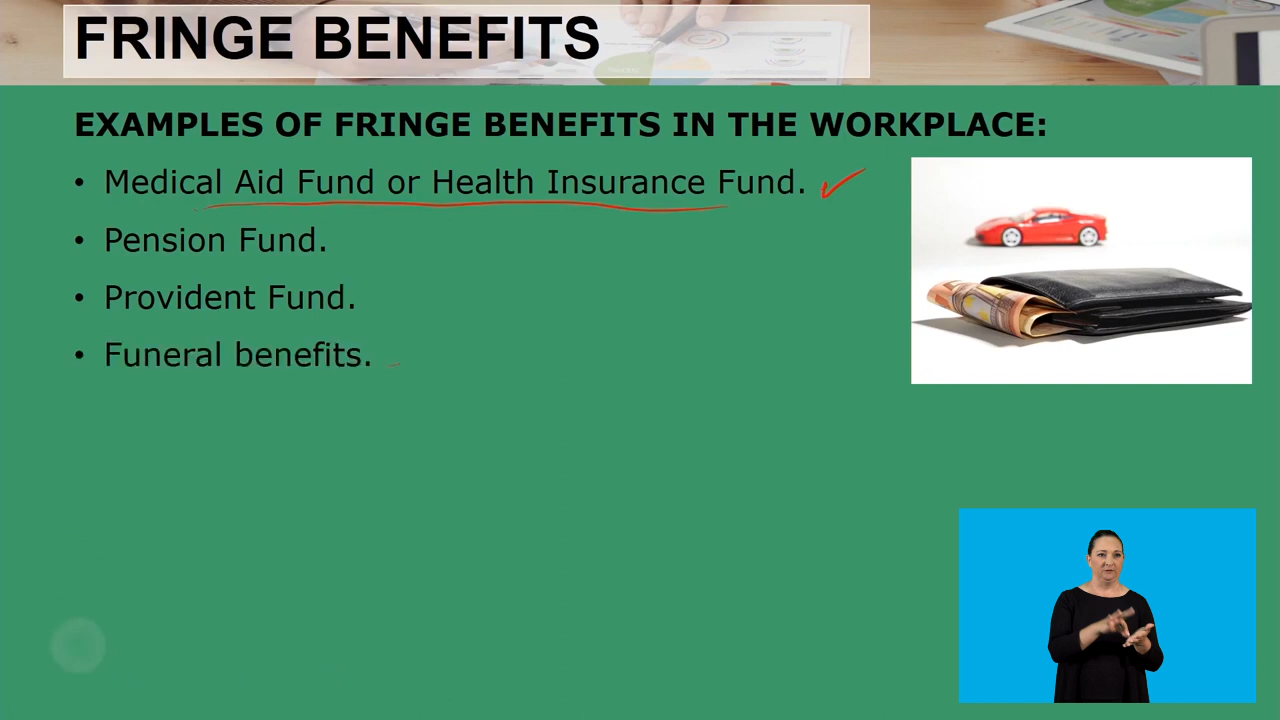 FRINGE BENEFITS
EXAMPLES OF FRINGE BENEFITS IN THE WORKPLACE:
• Medical Aid Fund or Health Insurance Fund.
• Pension Fund.
• Provident Fund.
• Funeral benefits.